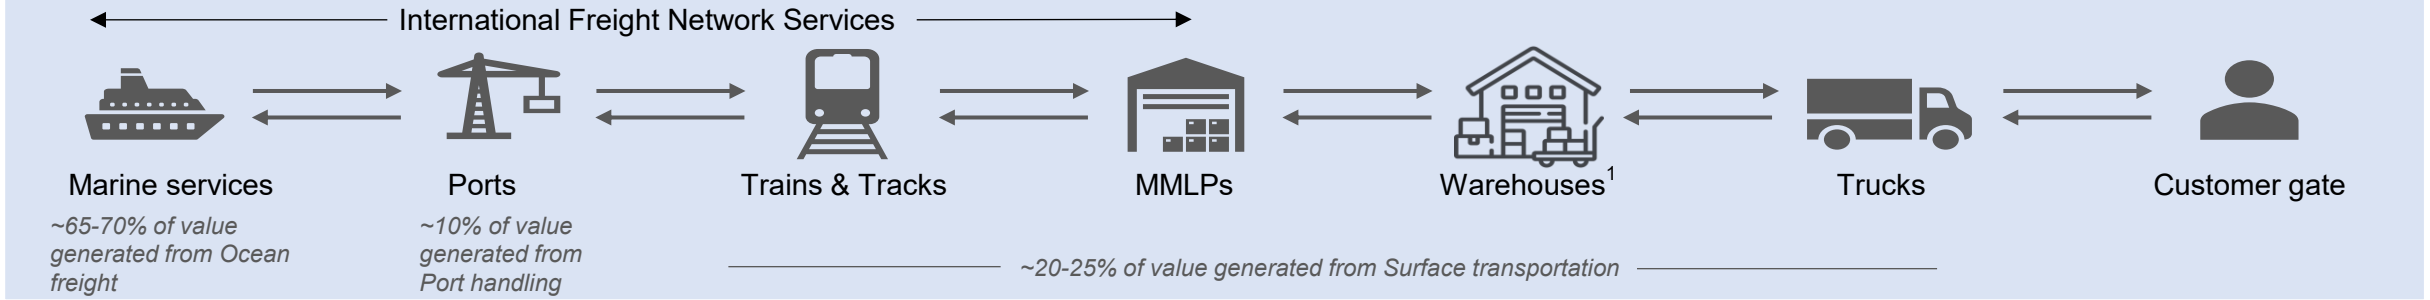 International Freight Network Services
Marine services
Ports
Trains & Tracks
MMLPs
Warehouses1
Trucks
Customer gate
~65-70% of value
generated from Ocean
freight
~10% of value
generated from
Port handling
~20-25% of value generated from Surface transportation